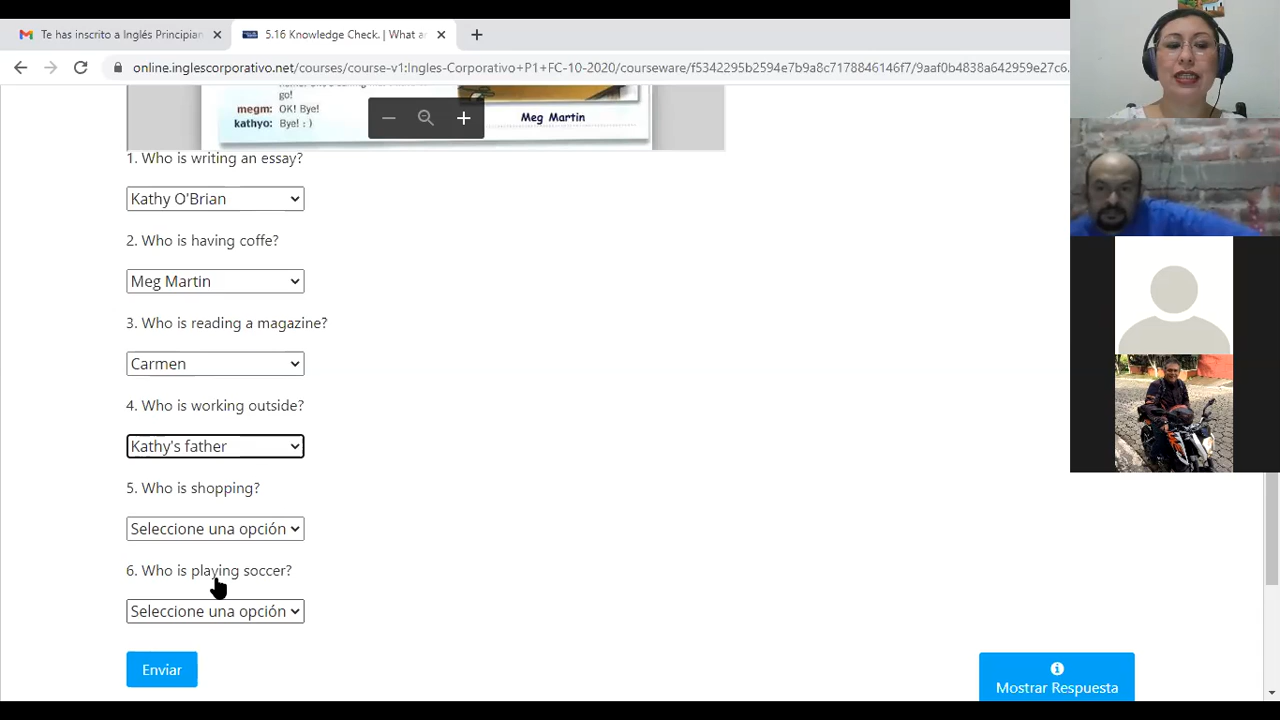 Te has inscrito a Inglés Principian
5.16 Knowledge Check. | What ar
online.inglescorporativo.net/courses/course-v1:Ingles-Corporativo+P1+FC-10-2020/courseware/f5342295b2594e7b9a8c7178846146f7/9aaf0b4838a642959e27c6.
go!
megm: OK! Bye!
kathyo: Bye! : )
Meg Martin
1. Who is writing an essay?
Kathy O'Brian
2. Who is having coffe?
Meg Martin
3. Who is reading a magazine?
Carmen
4. Who is working outside?
Kathy's father
5. Who is shopping?
Seleccione una opción
6. Who is playing soccer?
Seleccione una opción
Enviar
Mostrar Respuesta